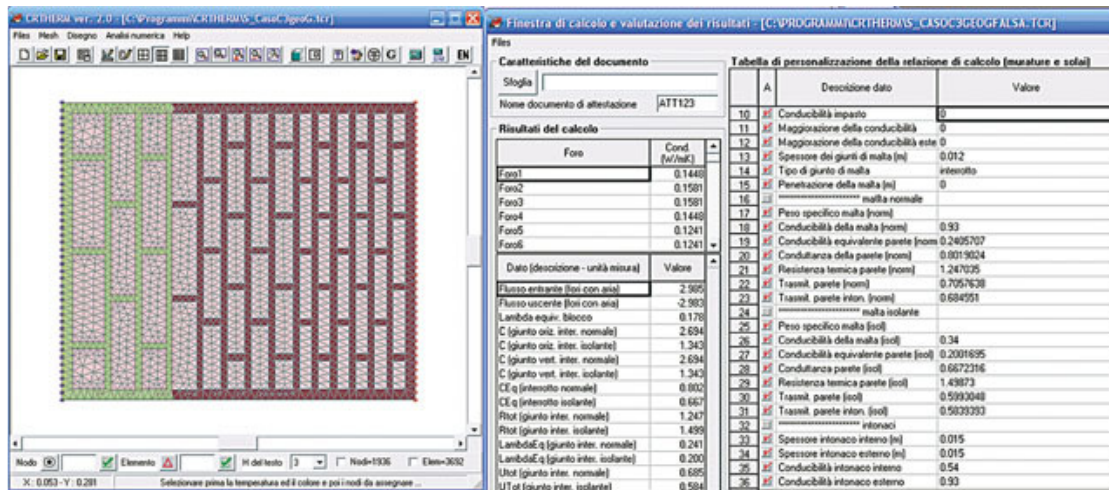 CRTHERM ver. 2.0 - [C:\Programmi\CRTHERM\S_CasoC3geoG.tcr]
Files Mesh Disegno Analisi numerica Help
G EN
Nodo Elemento H del testo 3 Nodi=1936 Elem=3692
X: 0.053 - Y: 0.281 Selezionare prima la temperatura ed il colore e poi i nodi da assegnare ...
Finestra di calcolo e valutazione dei risultati - [C:\PROGRAMMI\CRTHERM\S_CASOC3GEOGFALSA.TCR]
Files
Caratteristiche del documento
Sfoglia
Nome documento di attestazione ATT123
Risultati del calcolo
Foro Cond. (W/mK)
Foro1 0.1448
Foro2 0.1581
Foro3 0.1581
Foro4 0.1448
Foro5 0.1241
Foro6 0.1241
Dato (descrizione - unità misura) Valore
Flusso entrante (fori con aria) 2.985
Flusso uscente (fori con aria) -2.983
Lambda equiv. blocco 0.178
C (giunto oriz. inter. normale) 2.694
C (giunto oriz. inter. isolante) 1.343
C (giunto vert. inter. normale) 2.694
C (giunto vert. inter. isolante) 1.343
CEq (interrotto normale) 0.802
CEq (interrotto isolante) 0.667
Rtot (giunto inter. normale) 1.247
Rtot (giunto inter. isolante) 1.499
LambdaEq (giunto inter. normale) 0.241
LambdaEq (giunto inter. isolante) 0.200
Utot (giunto inter. normale) 0.685
UTot (giunto inter. isolante) 0.584
Tabella di personalizzazione della relazione di calcolo (murature e solai)
A Descrizione dato Valore
10 Conducibilità impasto 0
11 Maggiorazione della conducibilità 0
12 Maggiorazione della conducibilità este 0
13 Spessore dei giunti di malta (m) 0.012
14 Tipo di giunto di malta interrotto
15 Penetrazione della malta (m) 0
16 ************************ malta normale
17 Peso specifico malta (norm)
18 Conducibilità della malta (norm) 0.93
19 Conducibilità equivalente parete (norm 0.2405707
20 Conduttanza della parete (norm) 0.8019024
21 Resistenza termica parete (norm) 1.247035
22 Trasmit. parete (norm) 0.7057638
23 Trasmit. parete inton. (norm) 0.684551
24 ************************ malta isolante
25 Peso specifico malta (isol)
26 Conducibilità della malta (isol) 0.34
27 Conducibilità equivalente parete (isol) 0.2001695
28 Conduttanza parete (isol) 0.6672316
29 Resistenza termica parete (isol) 1.49873
30 Trasmit. parete (isol) 0.5993048
31 Trasmit. parete inton. (isol) 0.5839393
32 ************************ intonaci
33 Spessore intonaco interno (m) 0.015
34 Spessore intonaco esterno (m) 0.015
35 Conducibilità intonaco interno 0.54
36 Conducibilità intonaco esterno 0.93